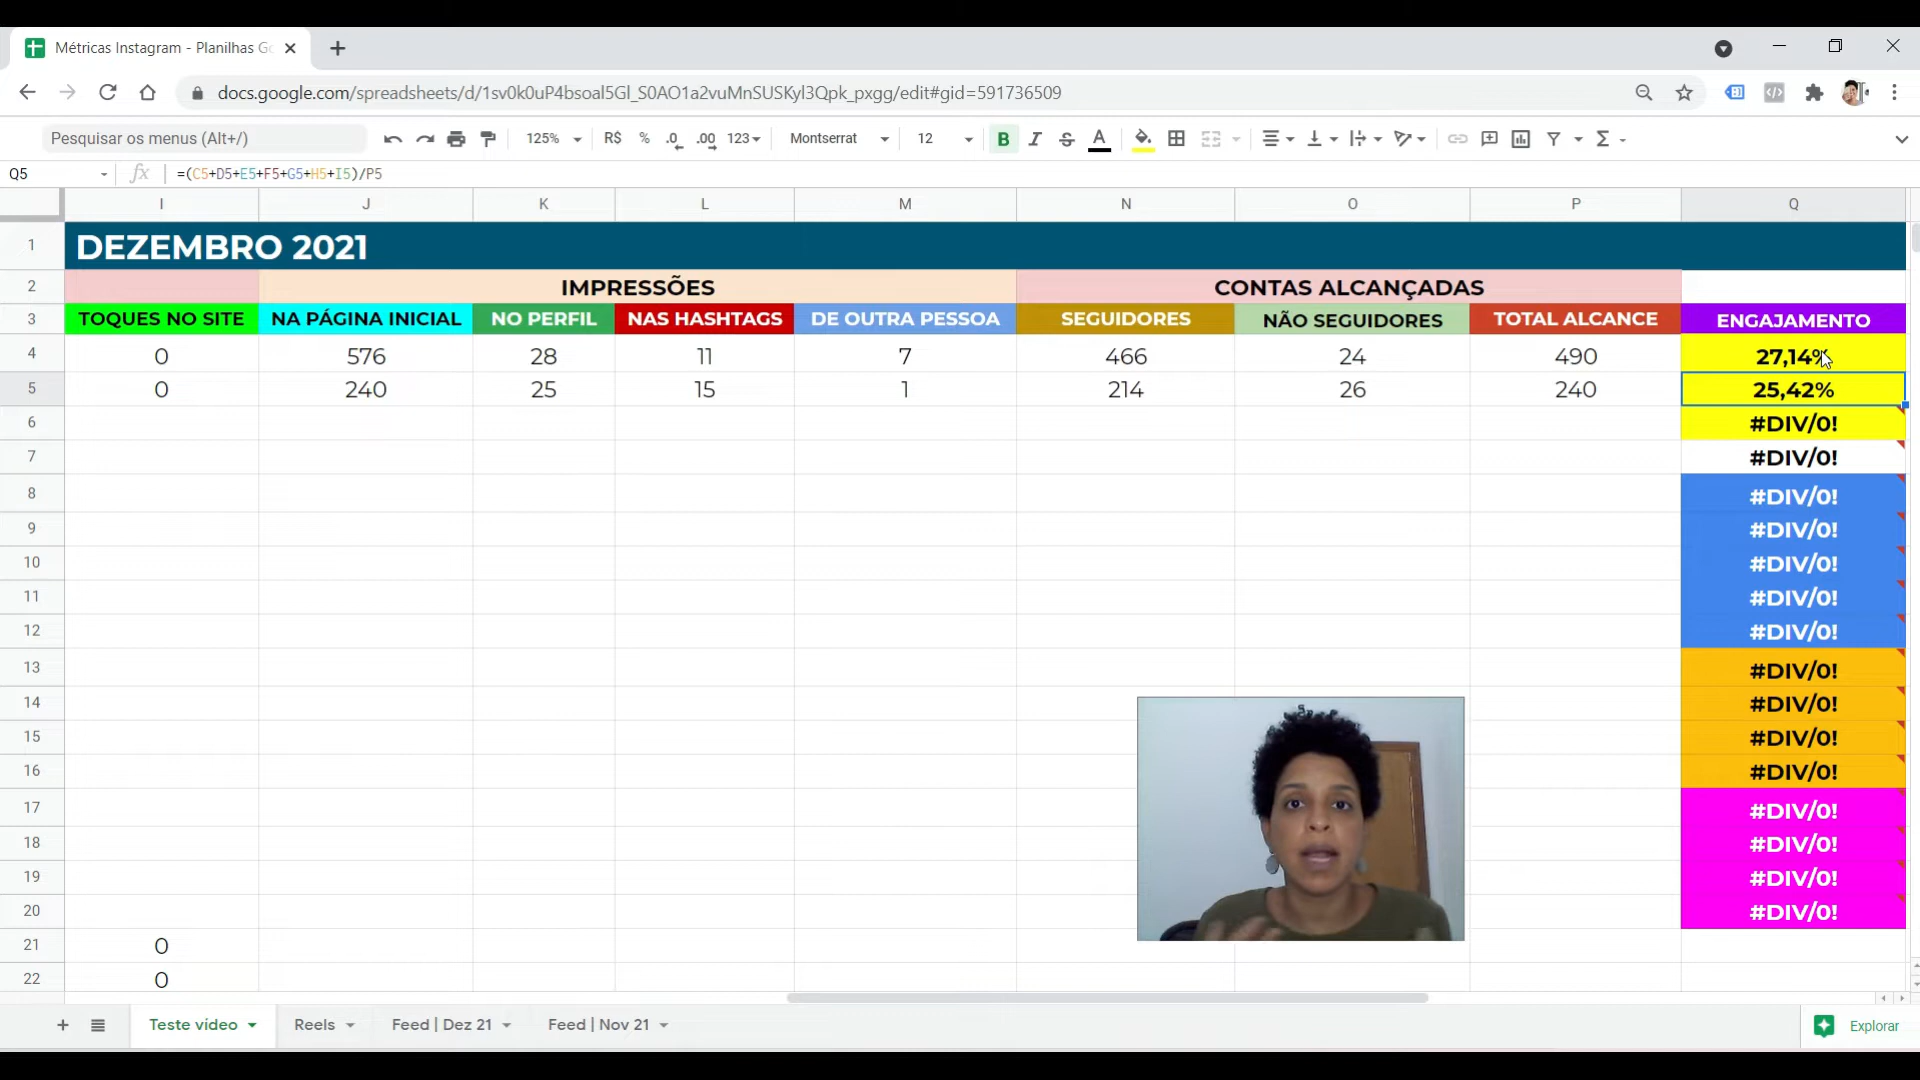 Métricas Instagram - Planilhas Go
docs.google.com/spreadsheets/d/1sv0k0uP4bsoal5Gl_S0AO1a2vuMnSUSKyl3Qpk_pxgg/edit#gid=591736509
Pesquisar os menus (Alt+/) 125% R$ % .0 .00 123 Montserrat 12 B I S A
Q5 fx =(C5+D5+E5+F5+G5+H5+I5)/P5
I J K L M N O P Q
1 DEZEMBRO 2021
2 IMPRESSÕES CONTAS ALCANÇADAS
3 TOQUES NO SITE NA PÁGINA INICIAL NO PERFIL NAS HASHTAGS DE OUTRA PESSOA SEGUIDORES NÃO SEGUIDORES TOTAL ALCANCE ENGAJAMENTO
4 0 576 28 11 7 466 24 490 27,14%
5 0 240 25 15 1 214 26 240 25,42%
6 #DIV/0!
7 #DIV/0!
8 #DIV/0!
9 #DIV/0!
10 #DIV/0!
11 #DIV/0!
12 #DIV/0!
13 #DIV/0!
14 #DIV/0!
15 #DIV/0!
16 #DIV/0!
17 #DIV/0!
18 #DIV/0!
19 #DIV/0!
20 #DIV/0!
21 0
22 0
Teste vídeo Reels Feed | Dez 21 Feed | Nov 21 Explorar